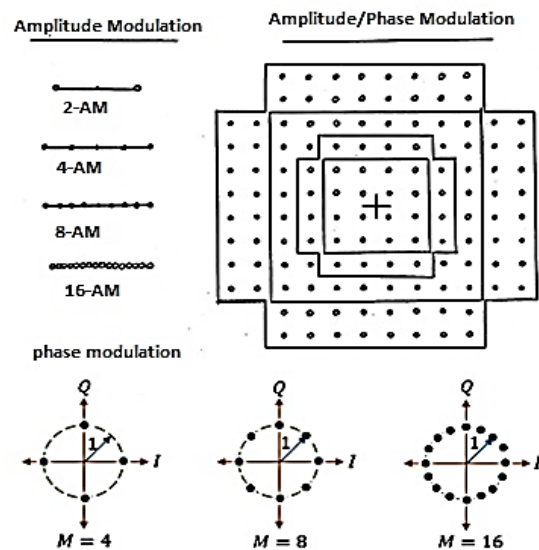 Amplitude Modulation
Amplitude/Phase Modulation
2-AM
4-AM
8-AM
16-AM
phase modulation
Q
1
I
M = 4
Q
1
I
M = 8
Q
1
I
M = 16